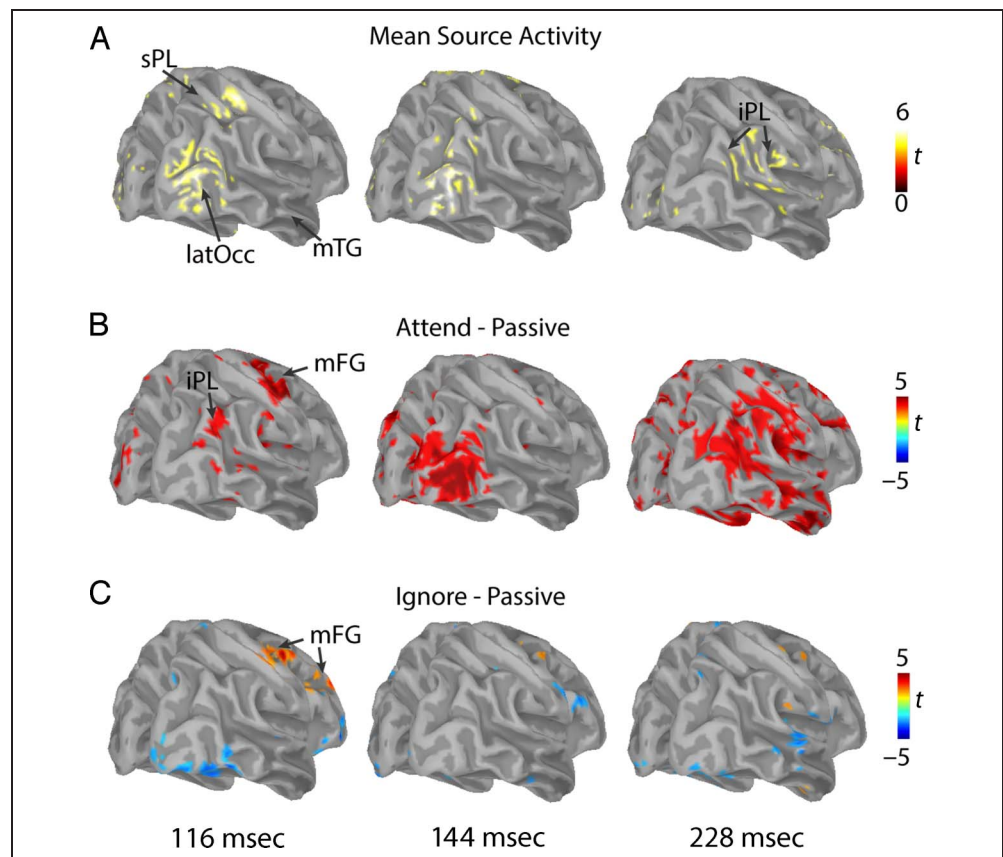 A
Mean Source Activity
sPL
iPL
6
t
0
latOcc
mTG
B
Attend - Passive
mFG
iPL
5
t
−5
C
Ignore - Passive
mFG
5
t
−5
116 msec
144 msec
228 msec